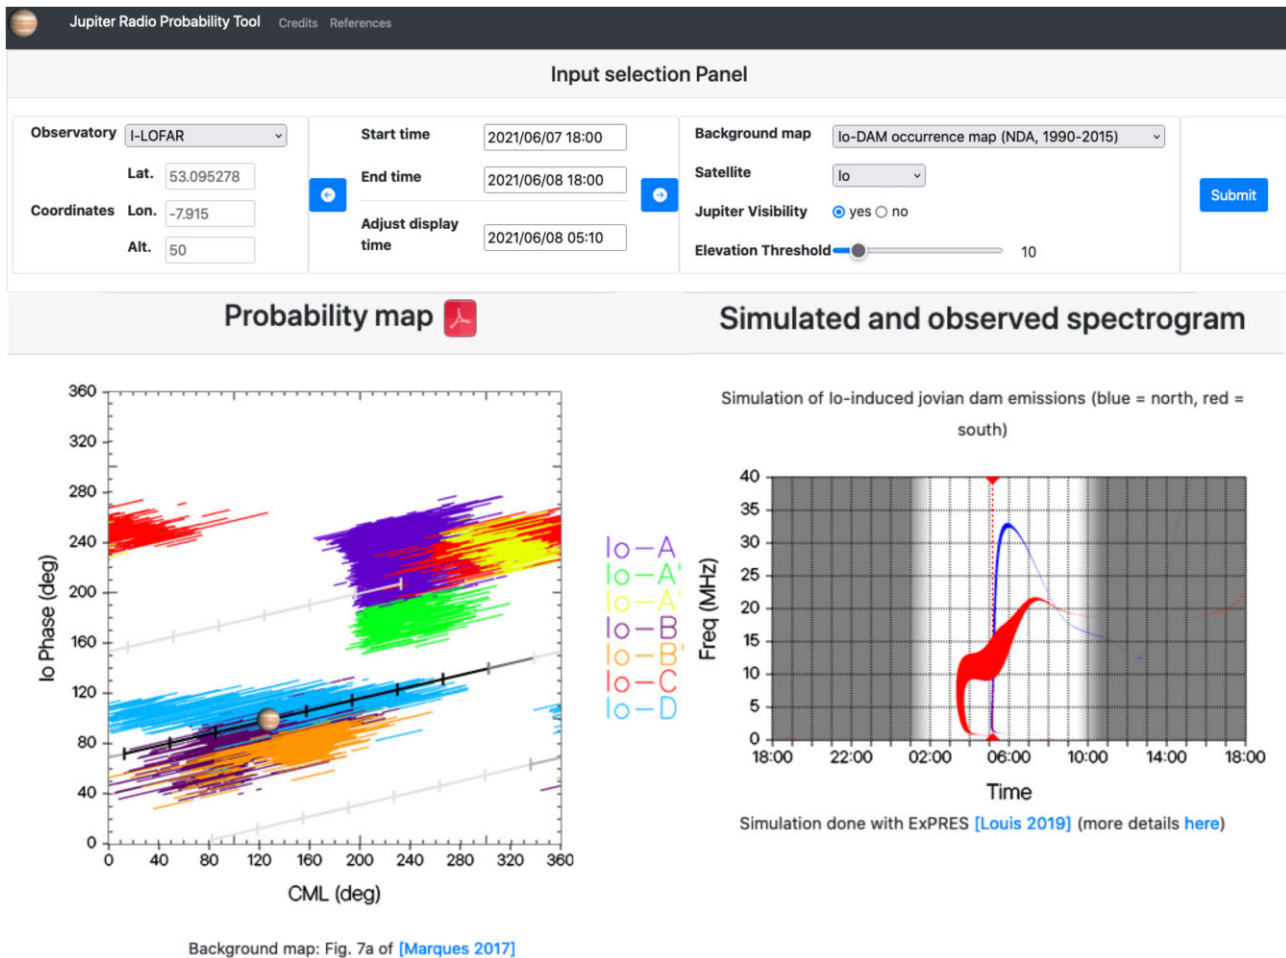 Jupiter Radio Probability Tool Credits References
Input selection Panel
Observatory I-LOFAR
Lat. 53.095278
Coordinates Lon. -7.915
Alt. 50
Start time 2021/06/07 18:00
End time 2021/06/08 18:00
Adjust display time 2021/06/08 05:10
Background map Io-DAM occurrence map (NDA, 1990-2015)
Satellite Io
Jupiter Visibility yes no
Elevation Threshold 10
Submit
Probability map
360
320
280
240
200
160
120
80
40
0
Io Phase (deg)
0 40 80 120 160 200 240 280 320 360
CML (deg)
Io-A
Io-A'
Io-A'
Io-B
Io-B'
Io-C
Io-D
Background map: Fig. 7a of [Marques 2017]
Simulated and observed spectrogram
Simulation of Io-induced jovian dam emissions (blue = north, red =
south)
40
35
30
25
20
15
10
5
0
Freq (MHz)
18:00 22:00 02:00 06:00 10:00 14:00 18:00
Time
Simulation done with ExPRES [Louis 2019] (more details here)